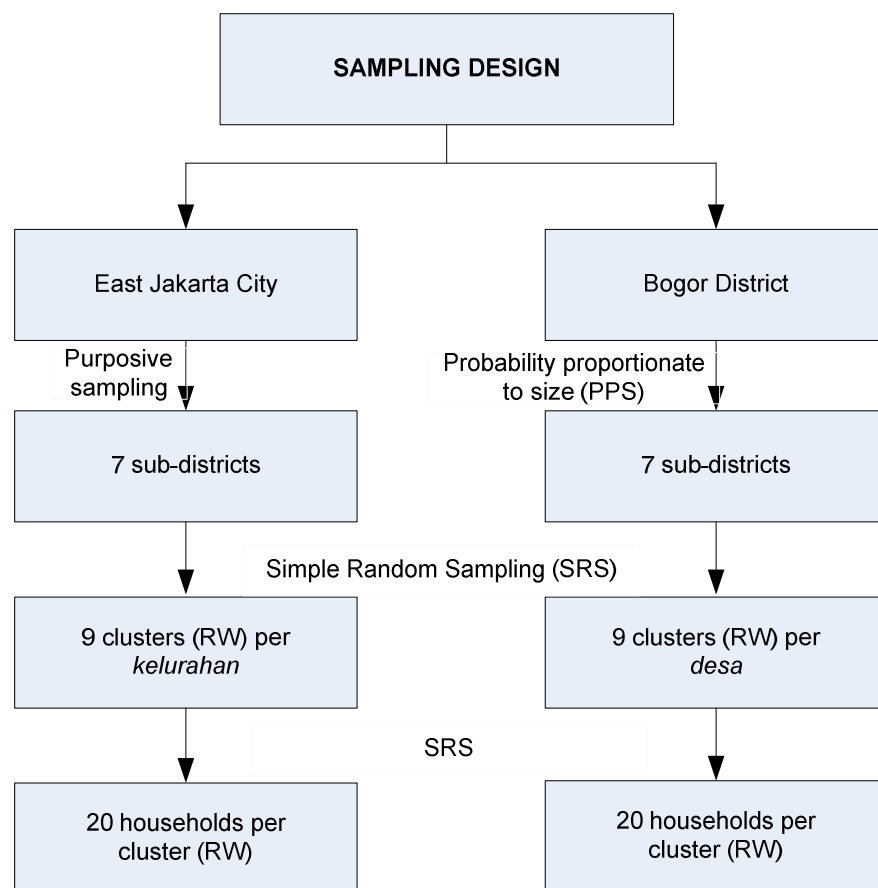 SAMPLING DESIGN
East Jakarta City
Bogor District
Purposive
sampling
Probability proportionate
to size (PPS)
7 sub-districts
7 sub-districts
Simple Random Sampling (SRS)
9 clusters (RW) per
kelurahan
9 clusters (RW) per
desa
SRS
20 households per
cluster (RW)
20 households per
cluster (RW)